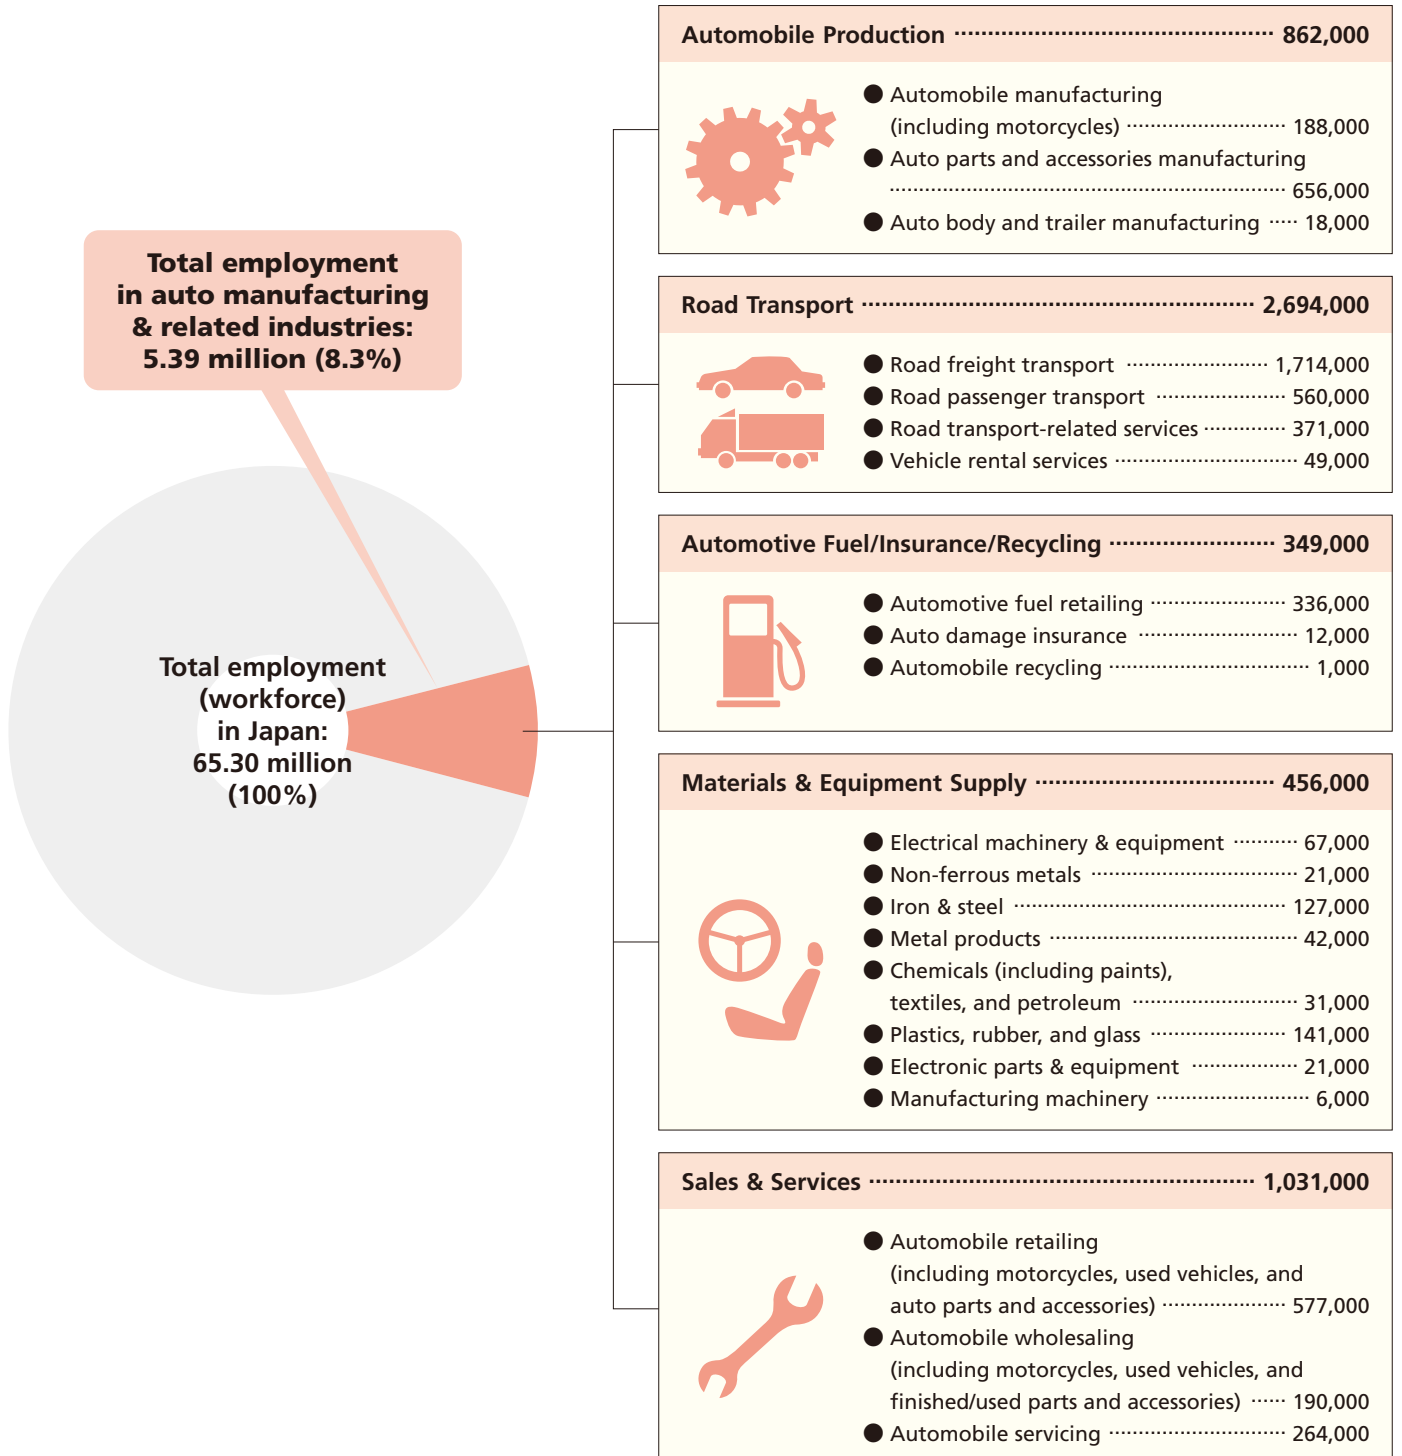 Total employment
in auto manufacturing
& related industries:
5.39 million (8.3%)
Total employment
(workforce)
in Japan:
65.30 million
(100%)
Automobile Production ······ 862,000
● Automobile manufacturing
(including motorcycles) ······ 188,000
● Auto parts and accessories manufacturing
······ 656,000
● Auto body and trailer manufacturing ····· 18,000
Road Transport ······ 2,694,000
● Road freight transport ······ 1,714,000
● Road passenger transport ······ 560,000
● Road transport-related services ······ 371,000
● Vehicle rental services ······ 49,000
Automotive Fuel/Insurance/Recycling ······ 349,000
● Automotive fuel retailing ······ 336,000
● Auto damage insurance ······ 12,000
● Automobile recycling ······ 1,000
Materials & Equipment Supply ······ 456,000
● Electrical machinery & equipment ······ 67,000
● Non-ferrous metals ······ 21,000
● Iron & steel ······ 127,000
● Metal products ······ 42,000
● Chemicals (including paints),
textiles, and petroleum ······ 31,000
● Plastics, rubber, and glass ······ 141,000
● Electronic parts & equipment ······ 21,000
● Manufacturing machinery ······ 6,000
Sales & Services ······ 1,031,000
● Automobile retailing
(including motorcycles, used vehicles, and
auto parts and accessories) ······ 577,000
● Automobile wholesaling
(including motorcycles, used vehicles, and
finished/used parts and accessories) ······ 190,000
● Automobile servicing ······ 264,000